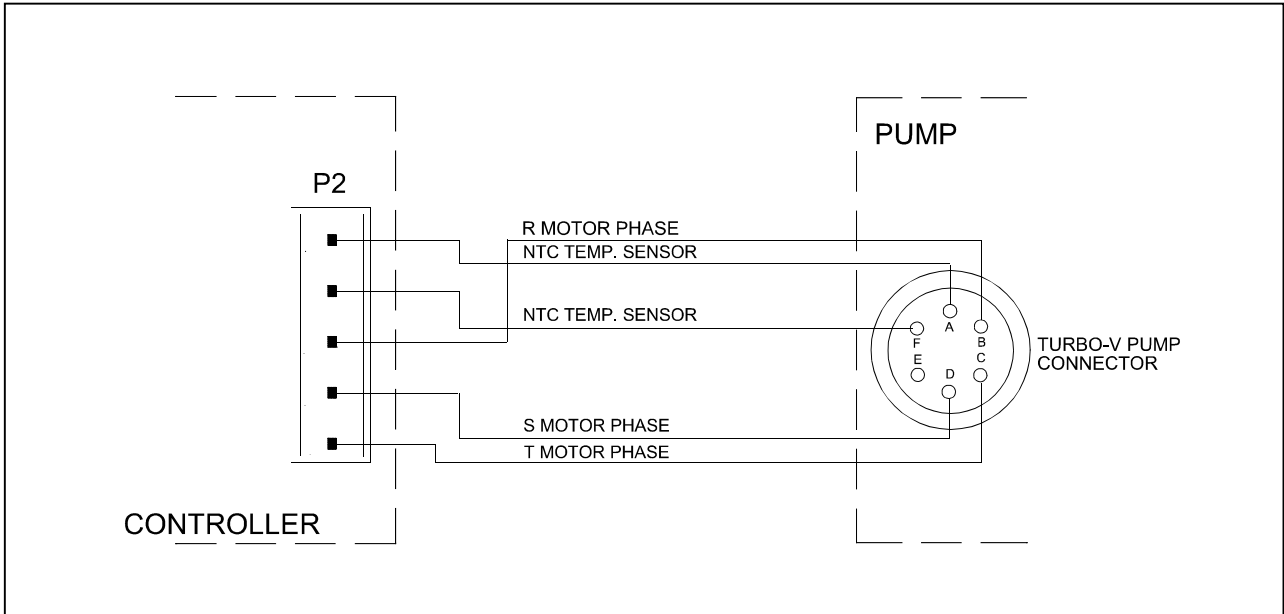 PUMP
P2
R MOTOR PHASE
NTC TEMP. SENSOR
NTC TEMP. SENSOR
A
F
B
E
C
D
TURBO-V PUMP
CONNECTOR
S MOTOR PHASE
T MOTOR PHASE
CONTROLLER